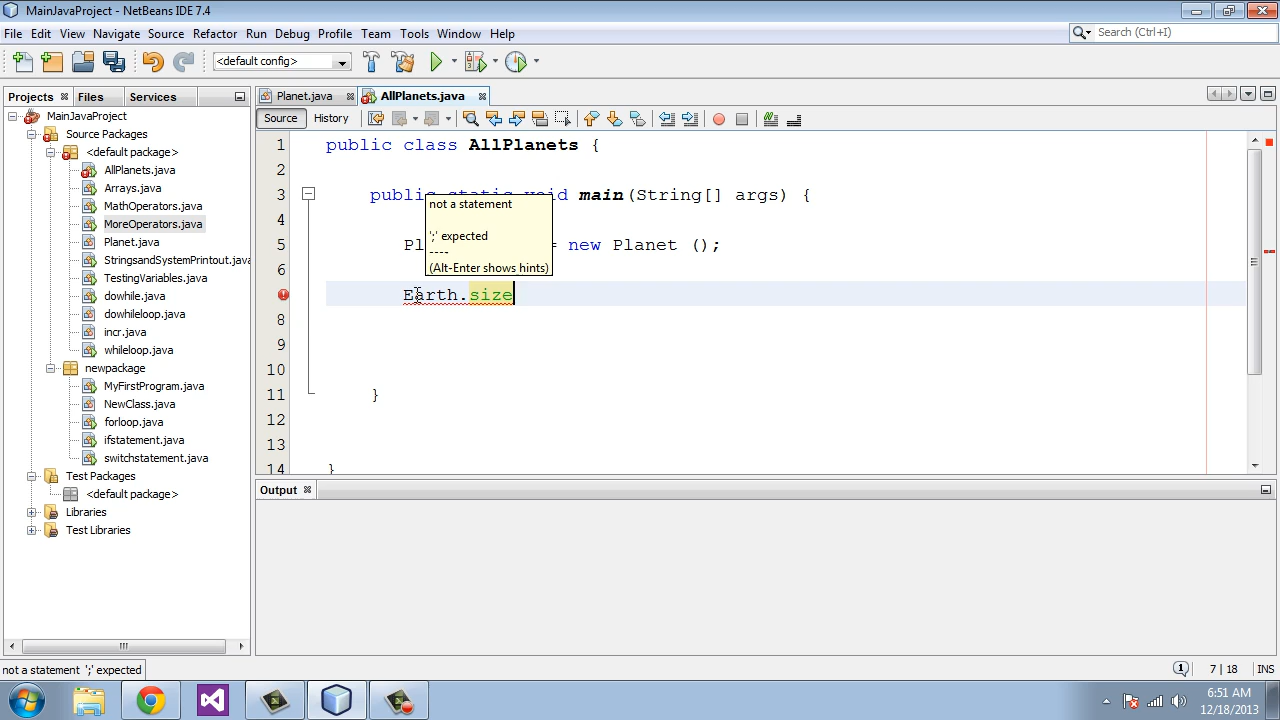 MainJavaProject - NetBeans IDE 7.4
File Edit View Navigate Source Refactor Run Debug Profile Team Tools Window Help
Search (Ctrl+I)
<default config>
Projects Files Services
Planet.java AllPlanets.java
MainJavaProject
Source Packages
<default package>
AllPlanets.java
Arrays.java
MathOperators.java
MoreOperators.java
Planet.java
StringsandSystemPrintout.java
TestingVariables.java
dowhile.java
dowhileloop.java
incr.java
whileloop.java
newpackage
MyFirstProgram.java
NewClass.java
forloop.java
ifstatement.java
switchstatement.java
Test Packages
<default package>
Libraries
Test Libraries
Source History
1 public class AllPlanets {
2
3 public static void main(String[] args) {
4
5 Pl = new Planet ();
6
Earth.size
8
9
10
11 }
12
13
14 }
not a statement
';' expected
----
(Alt-Enter shows hints)
Output
not a statement ';' expected
1 7 | 18 INS
6:51 AM
12/18/2013